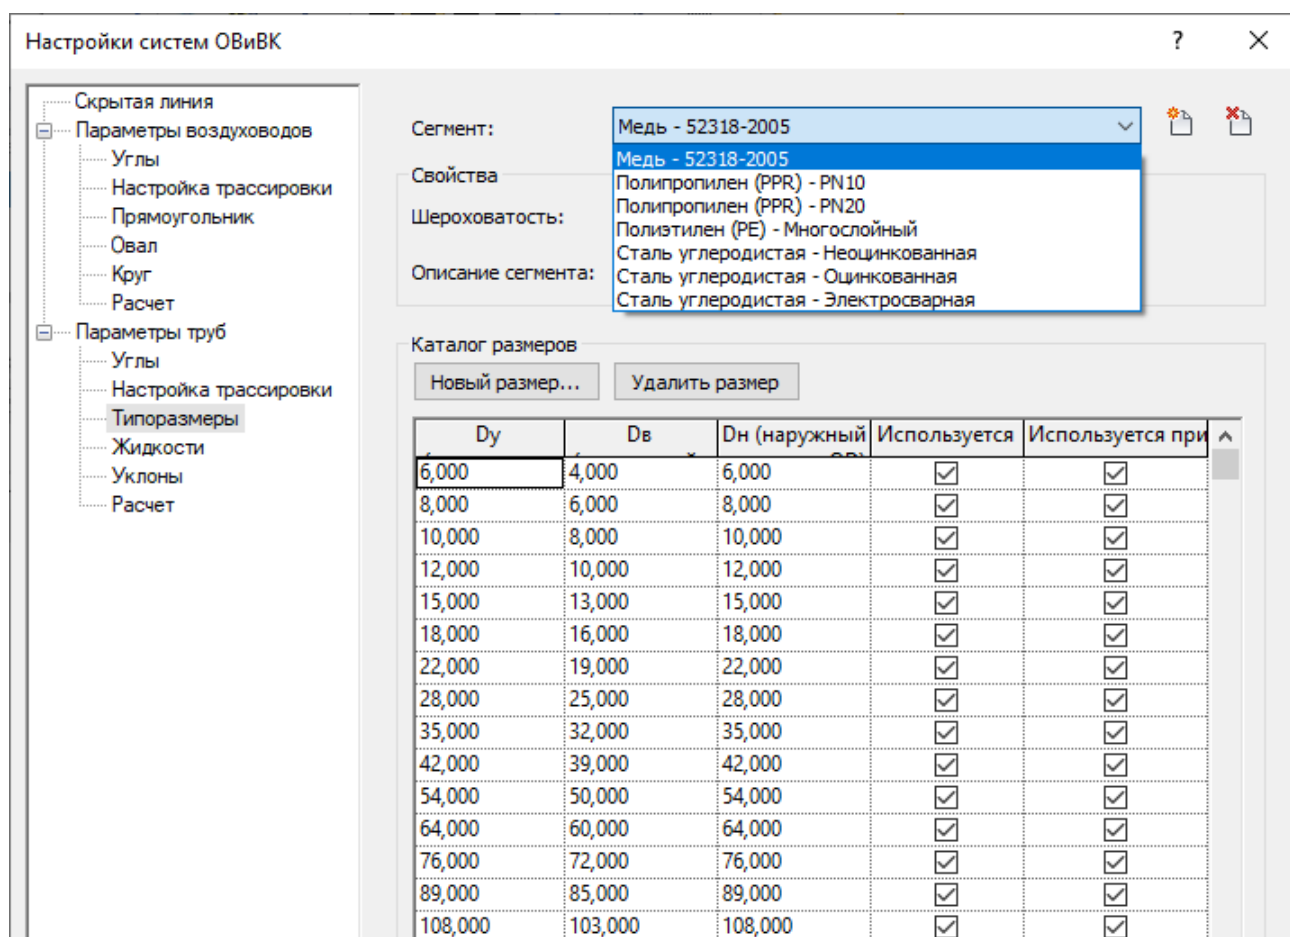 Настройки систем ОВиВК ?
Скрытая линия
Параметры воздуховодов
Углы
Настройка трассировки
Прямоугольник
Овал
Круг
Расчет
Параметры труб
Углы
Настройка трассировки
Типоразмеры
Жидкости
Уклоны
Расчет
Сегмент: Медь - 52318-2005
Медь - 52318-2005
Полипропилен (PPR) - PN10
Полипропилен (PPR) - PN20
Полиэтилен (PE) - Многослойный
Сталь углеродистая - Неоцинкованная
Сталь углеродистая - Оцинкованная
Сталь углеродистая - Электросварная
Свойства
Шероховатость:
Описание сегмента:
Каталог размеров
Новый размер... Удалить размер
Dу Dв Dн (наружный Используется Используется при
6,000 4,000 6,000
8,000 6,000 8,000
10,000 8,000 10,000
12,000 10,000 12,000
15,000 13,000 15,000
18,000 16,000 18,000
22,000 19,000 22,000
28,000 25,000 28,000
35,000 32,000 35,000
42,000 39,000 42,000
54,000 50,000 54,000
64,000 60,000 64,000
76,000 72,000 76,000
89,000 85,000 89,000
108,000 103,000 108,000